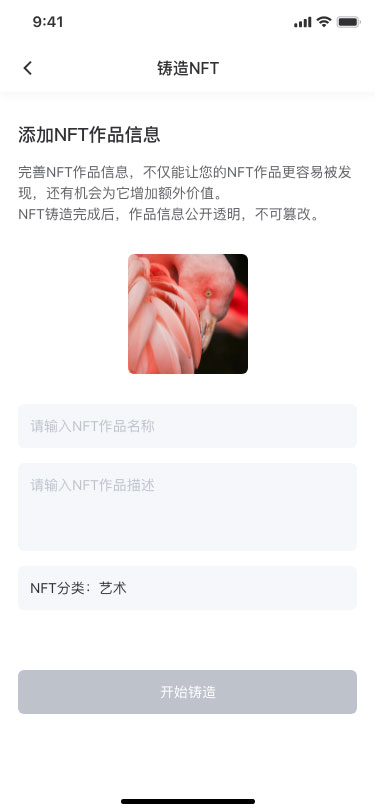 9:41
铸造NFT
添加NFT作品信息
完善NFT作品信息，不仅能让您的NFT作品更容易被发
现，还有机会为它增加额外价值。
NFT铸造完成后，作品信息公开透明，不可篡改。
请输入NFT作品名称
请输入NFT作品描述
NFT分类：艺术
开始铸造